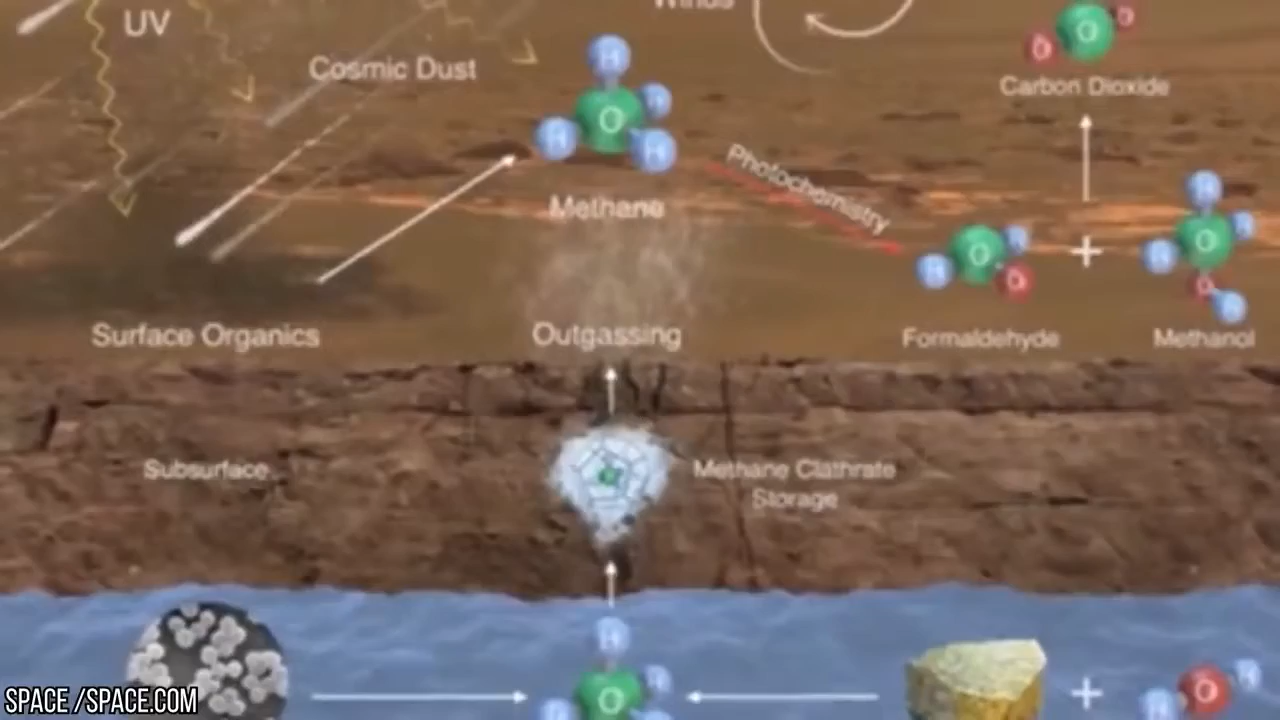 UV
Winds
Cosmic Dust
Carbon Dioxide
Methane
Photochemistry
Surface Organics
Outgassing
Formaldehyde
+
Methanol
Subsurface
Methane Clathrate
Storage
+
SPACE /SPACE.COM